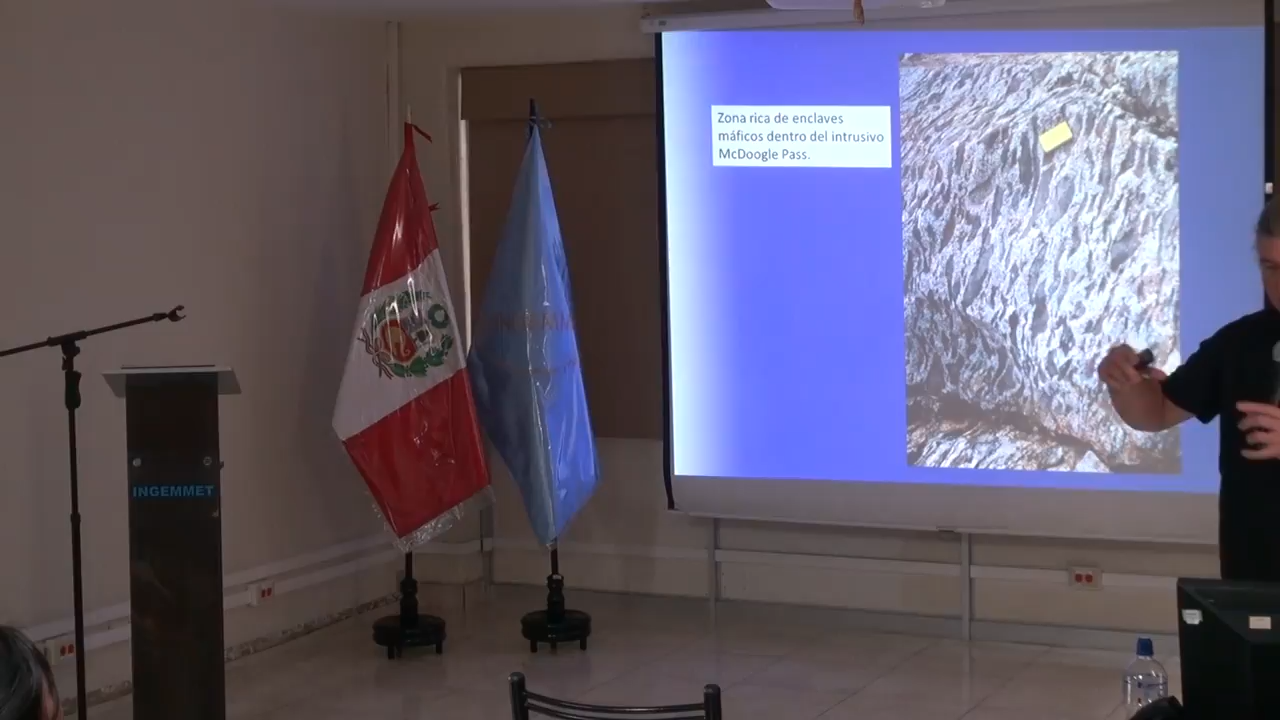 Zona rica de enclaves
máficos dentro del intrusivo
McDoogle Pass.
INGEMMET